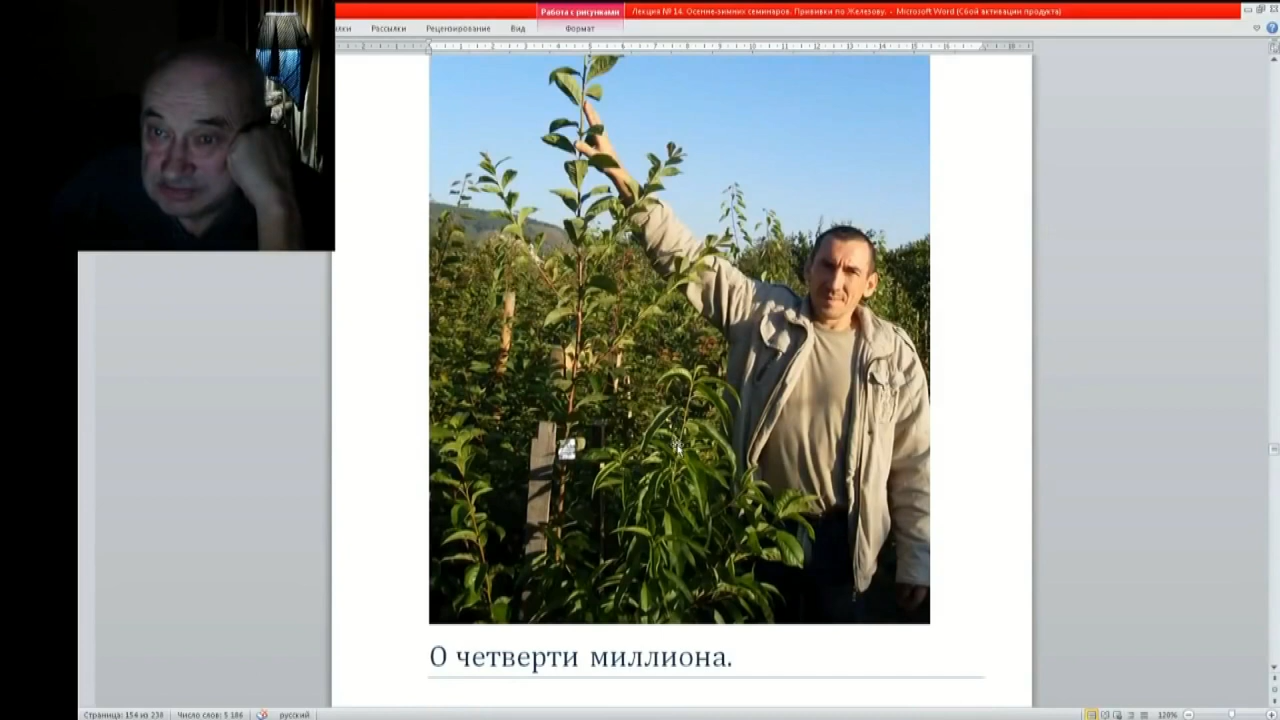 Работа с рисунками
Лекция № 14. Осенне-зимних семинаров. Прививки по Железову. - Microsoft Word (Сбой активации продукта)
лки Рассылки Рецензирование Вид Формат
О четверти миллиона.
Страница: 154 из 238 Число слов: 5 186 русский 120%